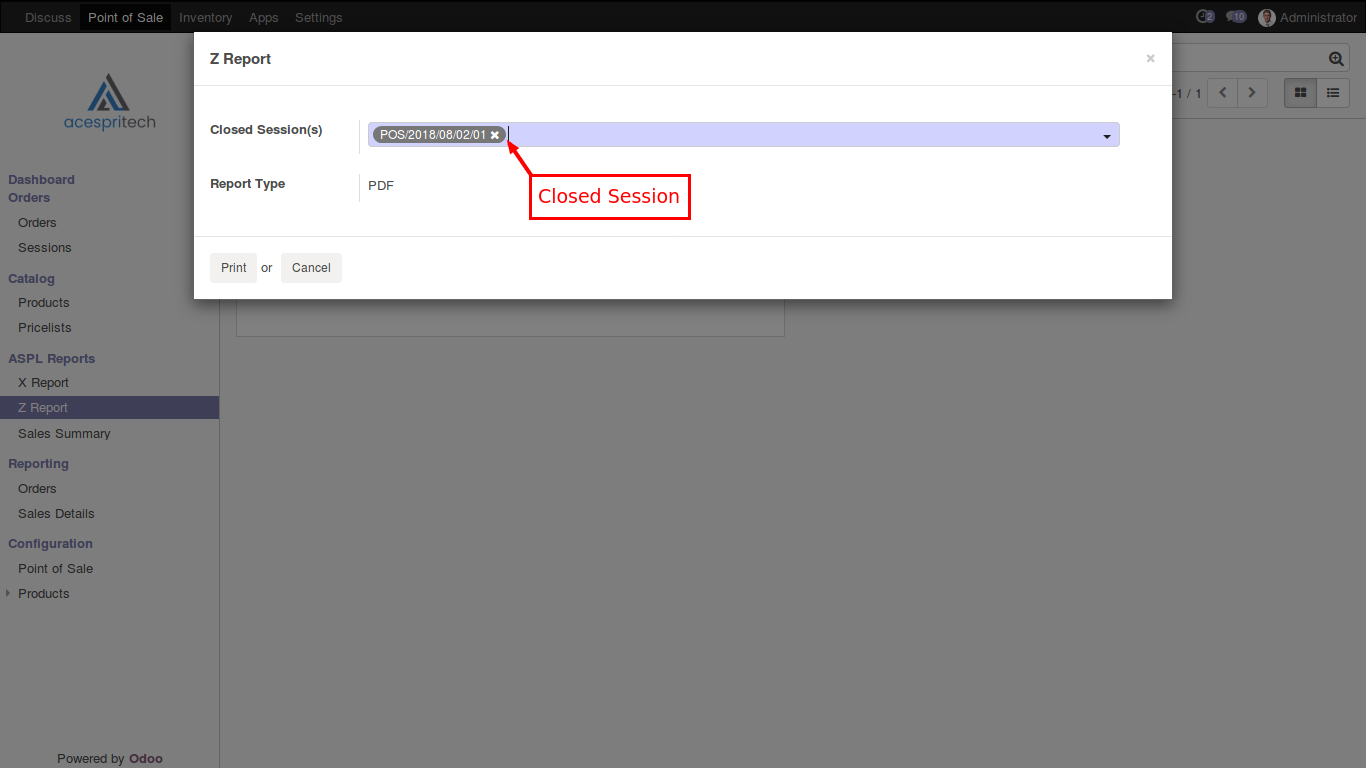 Discuss Point of Sale Inventory Apps Settings 2 10 Administrator
Z Report ×
acespritech
-1 / 1
Closed Session(s) POS/2018/08/02/01
Report Type PDF
Closed Session
Print or Cancel
Dashboard
Orders
Orders
Sessions
Catalog
Products
Pricelists
ASPL Reports
X Report
Z Report
Sales Summary
Reporting
Orders
Sales Details
Configuration
Point of Sale
Products
Powered by Odoo